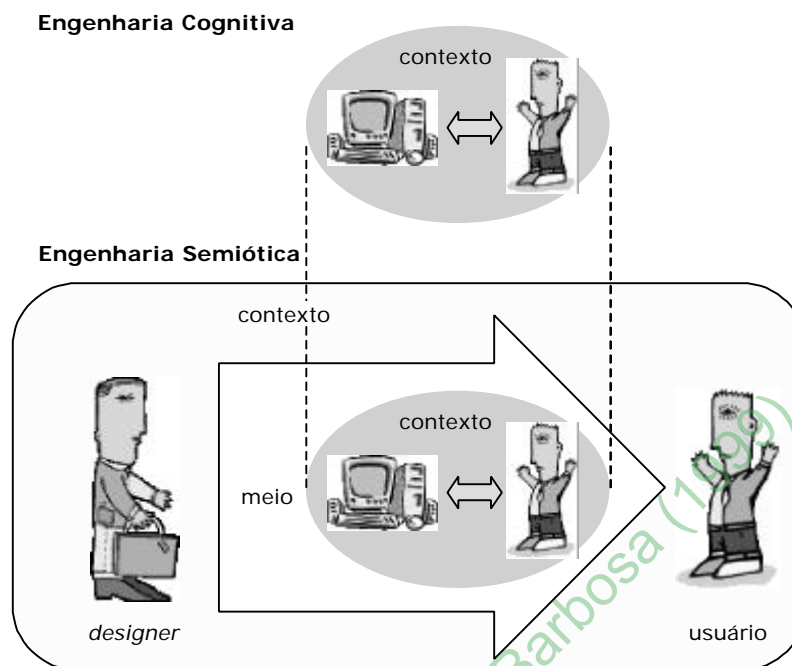 Engenharia Cognitiva
contexto
Engenharia Semiótica
contexto
contexto
meio
designer
usuário
Barbosa (1999)